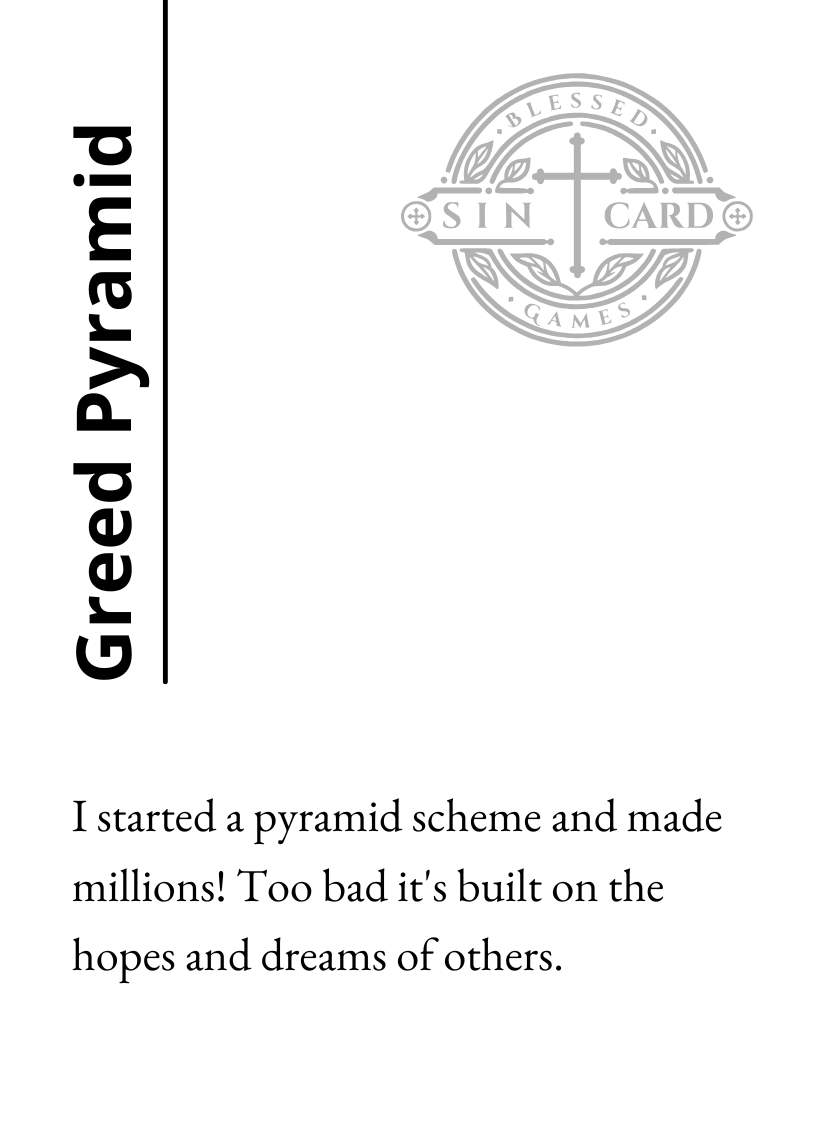 Greed Pyramid
BLESSED
SIN CARD
GAMES
I started a pyramid scheme and made
millions! Too bad it's built on the
hopes and dreams of others.